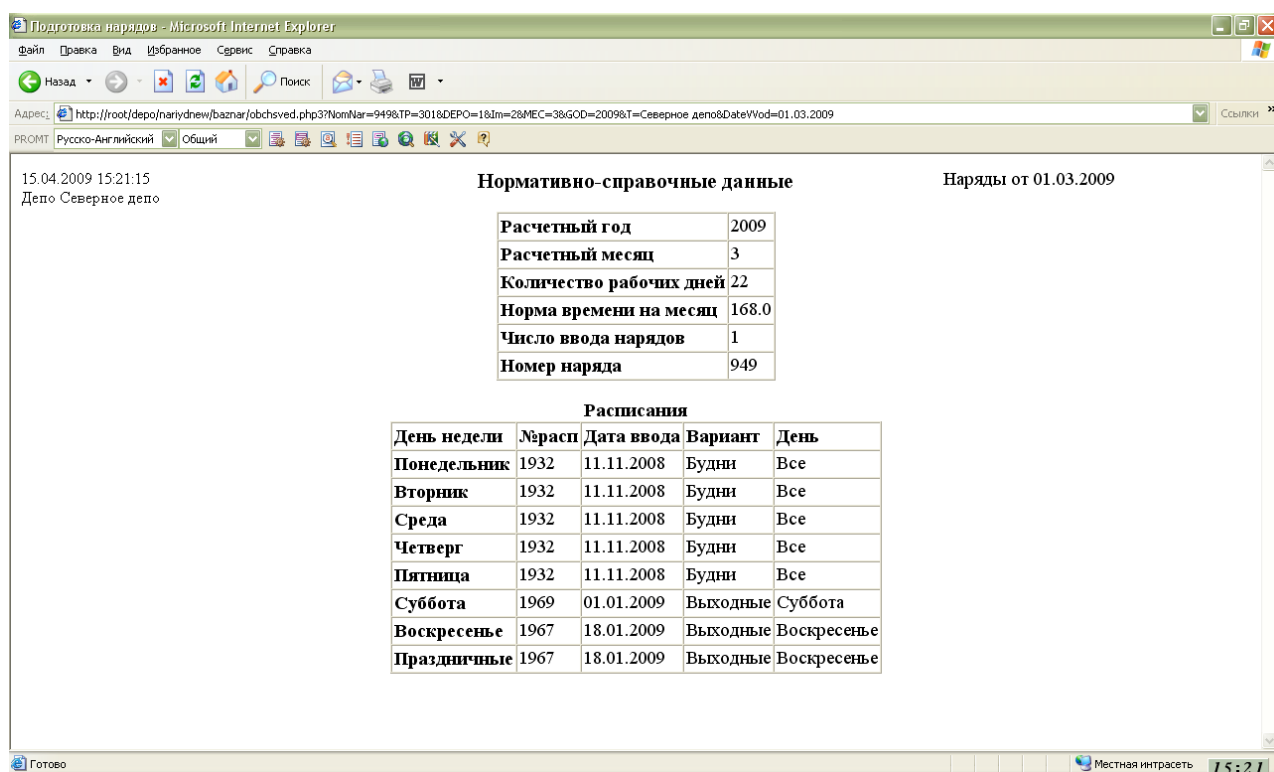 Подготовка нарядов - Microsoft Internet Explorer
Файл Правка Вид Избранное Сервис Справка
Назад Поиск
Адрес: http://root/depo/nariydnew/baznar/obchsved.php3?NomNar=949&TP=301&DEPO=1&Im=2&MEC=3&GOD=2009&T=Северное депо&DateVvod=01.03.2009 Ссылки »
PROMT Русско-Английский Общий
15.04.2009 15:21:15 Нормативно-справочные данные Наряды от 01.03.2009
Депо Северное депо
Расчетный год 2009
Расчетный месяц 3
Количество рабочих дней 22
Норма времени на месяц 168.0
Число ввода нарядов 1
Номер наряда 949
Расписания
День недели №расп Дата ввода Вариант День
Понедельник 1932 11.11.2008 Будни Все
Вторник 1932 11.11.2008 Будни Все
Среда 1932 11.11.2008 Будни Все
Четверг 1932 11.11.2008 Будни Все
Пятница 1932 11.11.2008 Будни Все
Суббота 1969 01.01.2009 Выходные Суббота
Воскресенье 1967 18.01.2009 Выходные Воскресенье
Праздничные 1967 18.01.2009 Выходные Воскресенье
Готово Местная интрасеть 15:21